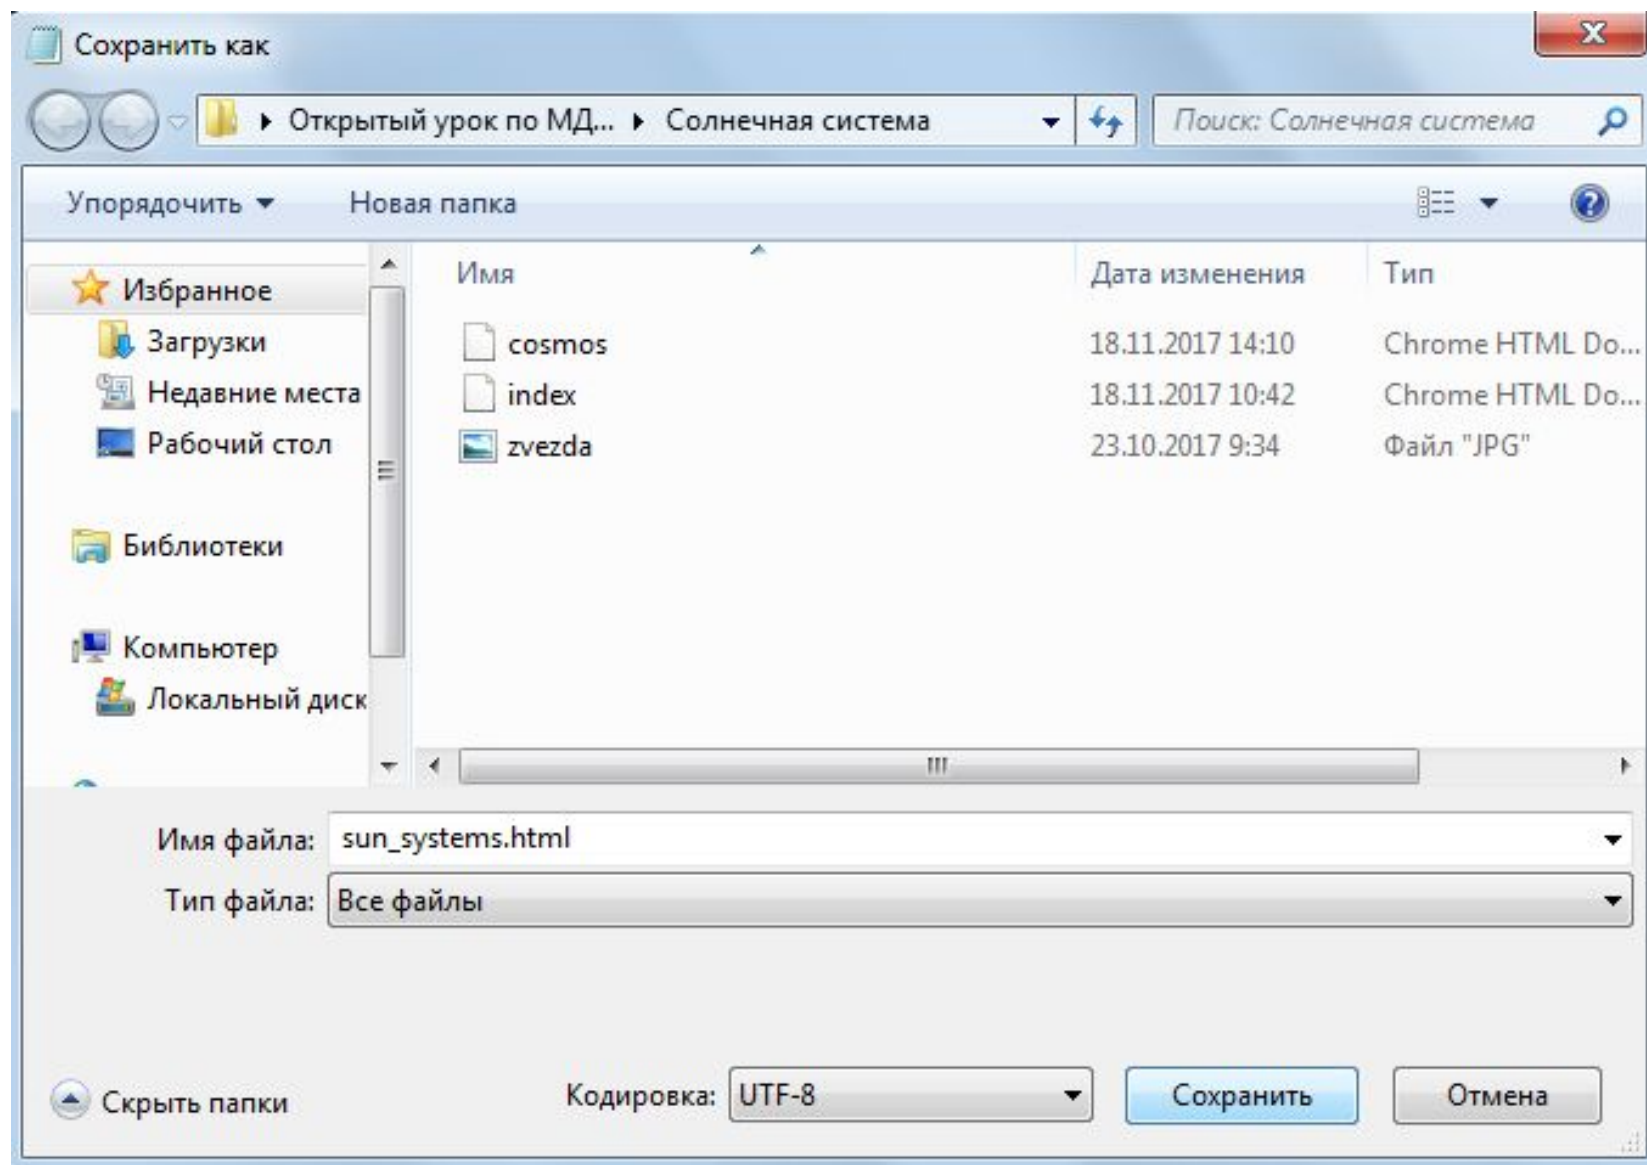 Сохранить как
Открытый урок по МД... Солнечная система
Поиск: Солнечная система
Упорядочить Новая папка
Избранное
Загрузки
Недавние места
Рабочий стол
Библиотеки
Компьютер
Локальный диск
Имя Дата изменения Тип
cosmos 18.11.2017 14:10 Chrome HTML Do...
index 18.11.2017 10:42 Chrome HTML Do...
zvezda 23.10.2017 9:34 Файл "JPG"
Имя файла: sun_systems.html
Тип файла: Все файлы
Скрыть папки Кодировка: UTF-8 Сохранить Отмена